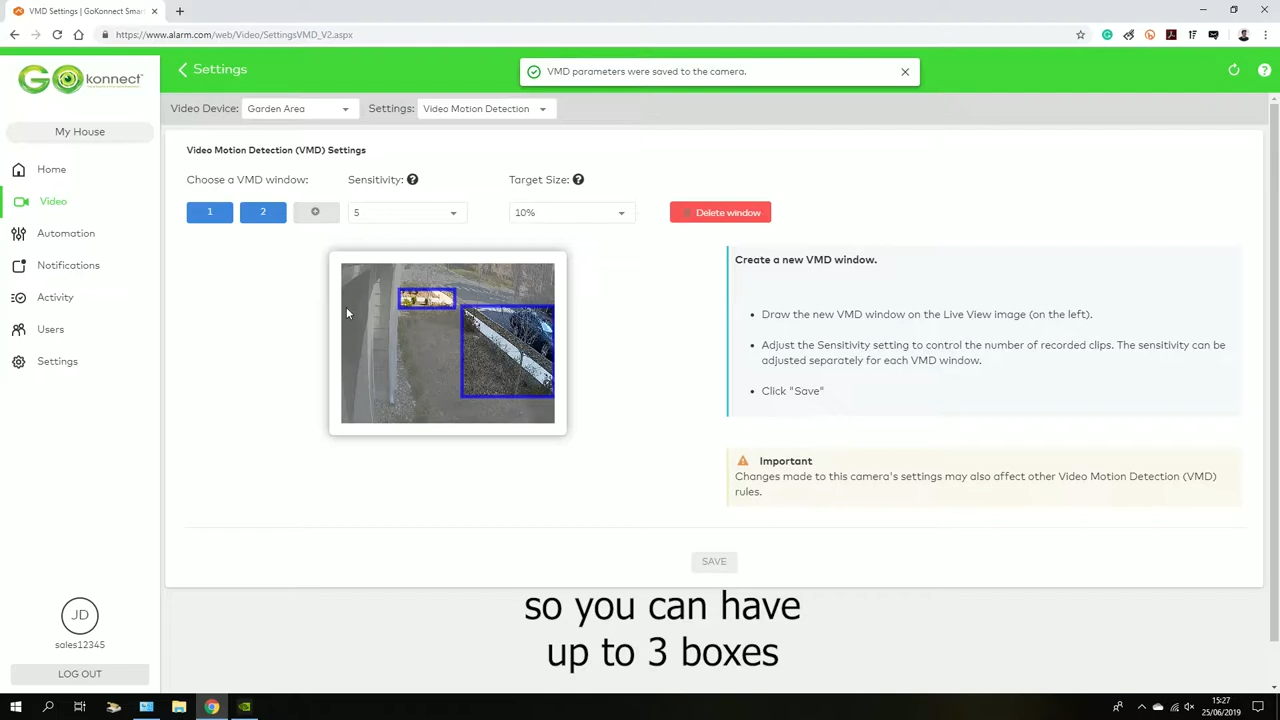 VMD Settings | GoKonnect Smar
https://www.alarm.com/web/Video/SettingsVMD_V2.aspx
GO konnect
Settings
VMD parameters were saved to the camera.
Video Device: Garden Area Settings: Video Motion Detection
My House
Home
Video
Automation
Notifications
Activity
Users
Settings
Video Motion Detection (VMD) Settings
Choose a VMD window: Sensitivity: Target Size:
1 2 5 10% Delete window
Create a new VMD window.
• Draw the new VMD window on the Live View image (on the left).
• Adjust the Sensitivity setting to control the number of recorded clips. The sensitivity can be
adjusted separately for each VMD window.
• Click "Save"
Important
Changes made to this camera's settings may also affect other Video Motion Detection (VMD)
rules.
SAVE
JD
sales12345
LOG OUT
so you can have
up to 3 boxes
15:27
25/06/2019